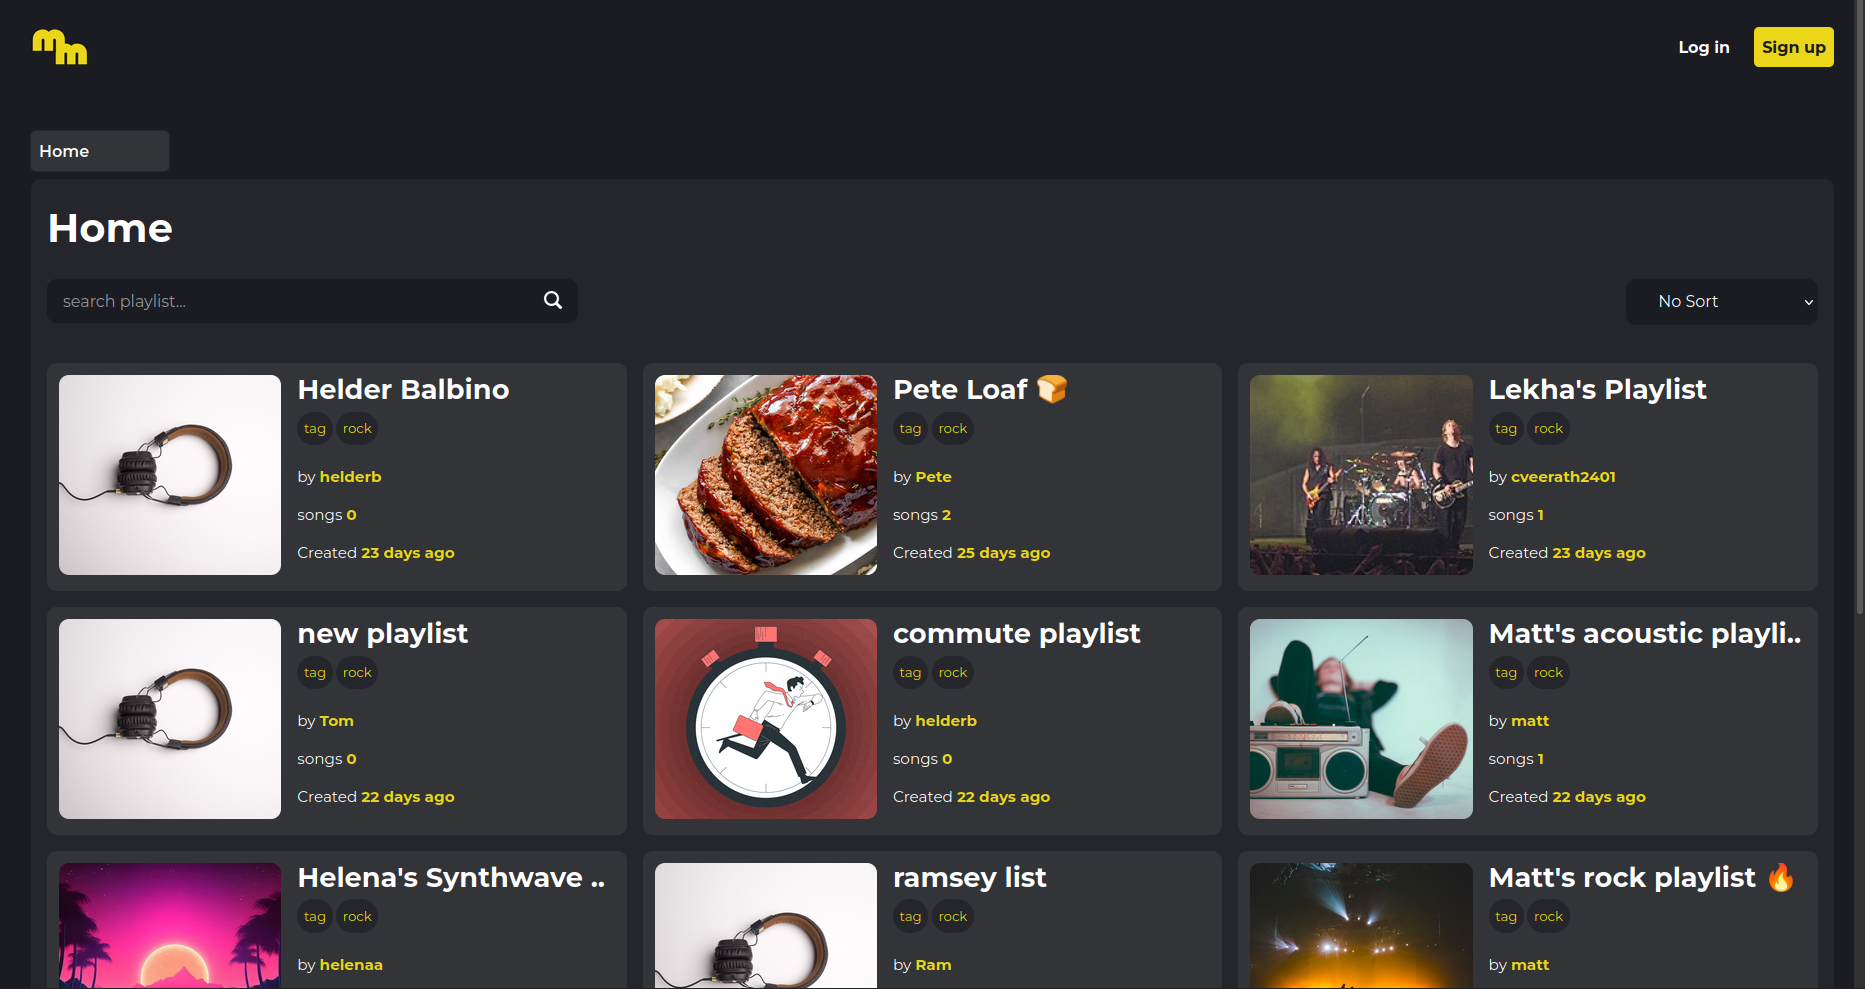 mm
Log in
Sign up
Home
Home
search playlist...
No Sort
Helder Balbino
tag rock
by helderb
songs 0
Created 23 days ago
Pete Loaf 🍞
tag rock
by Pete
songs 2
Created 25 days ago
Lekha's Playlist
tag rock
by cveerath2401
songs 1
Created 23 days ago
new playlist
tag rock
by Tom
songs 0
Created 22 days ago
commute playlist
tag rock
by helderb
songs 0
Created 22 days ago
Matt's acoustic playli..
tag rock
by matt
songs 1
Created 22 days ago
Helena's Synthwave ..
tag rock
by helenaa
ramsey list
tag rock
by Ram
Matt's rock playlist 🔥
tag rock
by matt